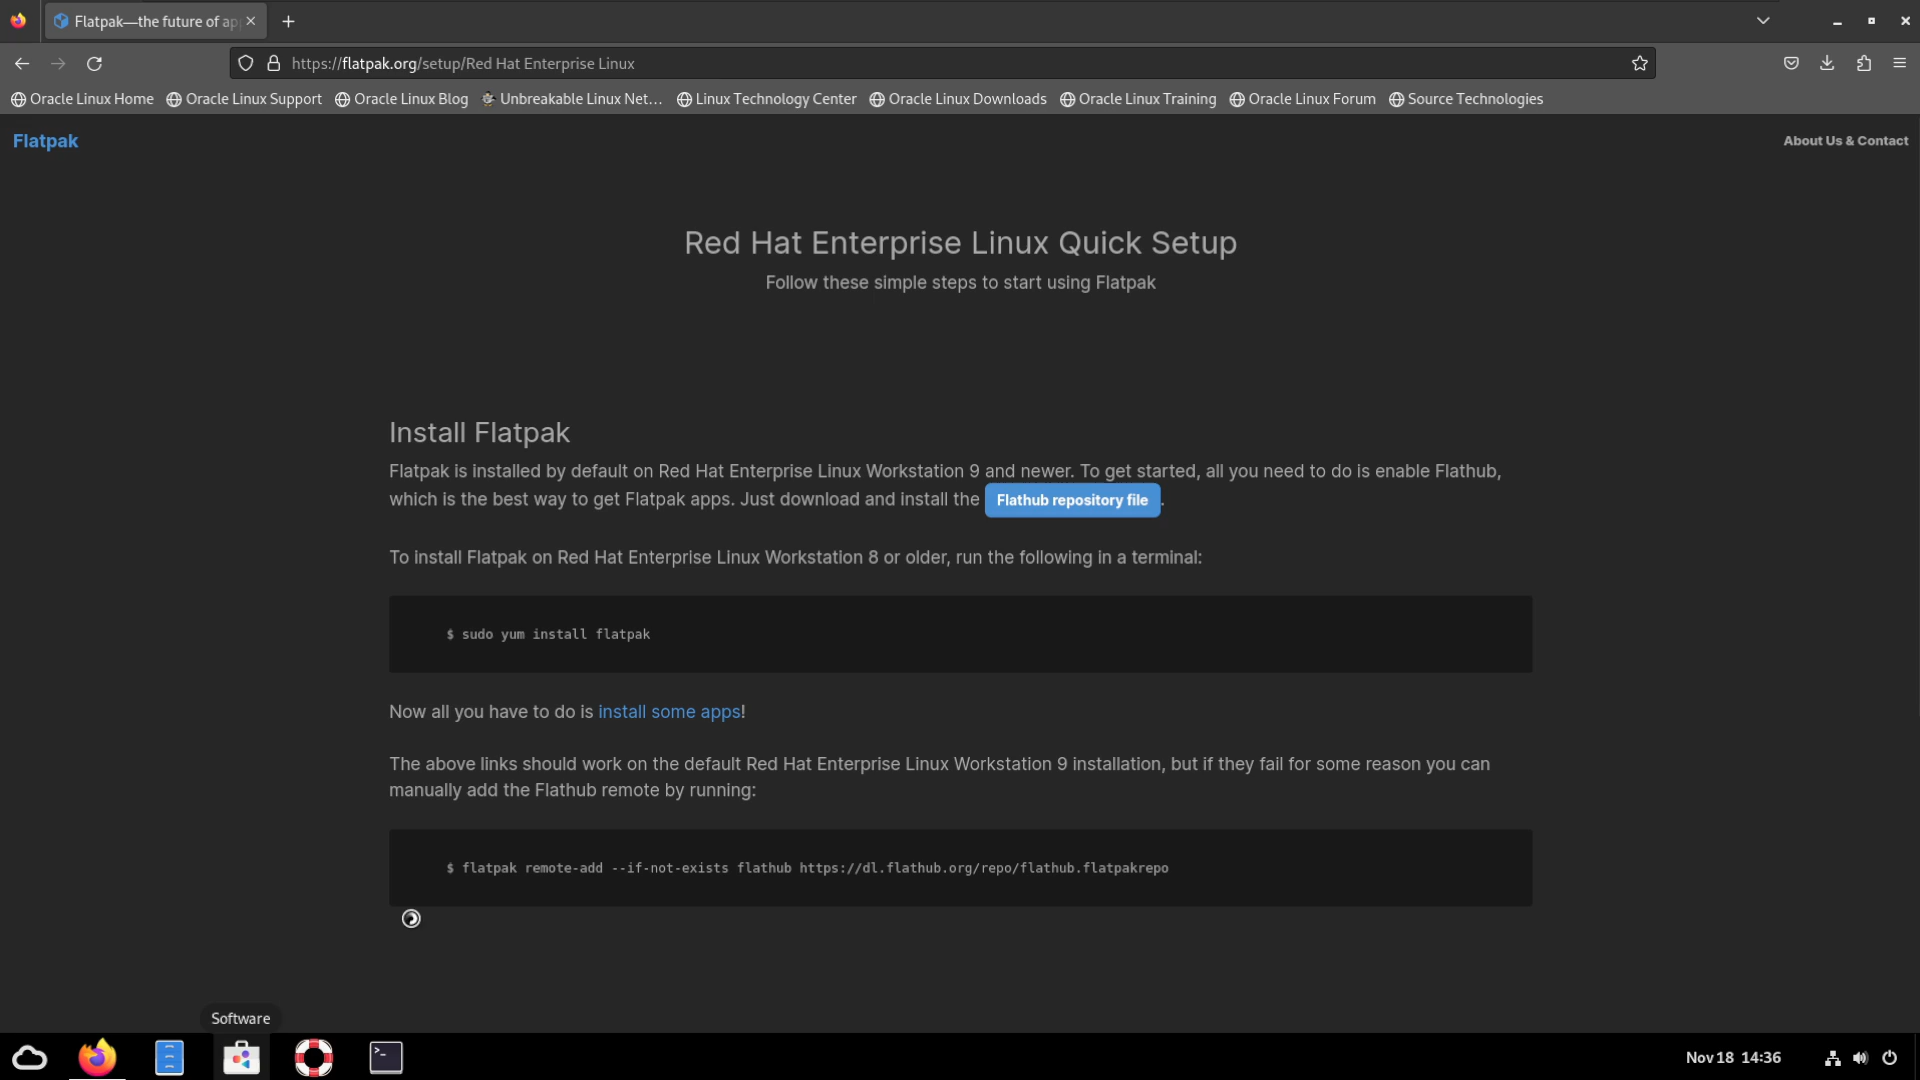 Flatpak—the future of ap
https://flatpak.org/setup/Red Hat Enterprise Linux
Oracle Linux Home Oracle Linux Support Oracle Linux Blog Unbreakable Linux Net... Linux Technology Center Oracle Linux Downloads Oracle Linux Training Oracle Linux Forum Source Technologies
Flatpak
About Us & Contact
Red Hat Enterprise Linux Quick Setup
Follow these simple steps to start using Flatpak
Install Flatpak
Flatpak is installed by default on Red Hat Enterprise Linux Workstation 9 and newer. To get started, all you need to do is enable Flathub,
which is the best way to get Flatpak apps. Just download and install the Flathub repository file.
To install Flatpak on Red Hat Enterprise Linux Workstation 8 or older, run the following in a terminal:
$ sudo yum install flatpak
Now all you have to do is install some apps!
The above links should work on the default Red Hat Enterprise Linux Workstation 9 installation, but if they fail for some reason you can
manually add the Flathub remote by running:
$ flatpak remote-add --if-not-exists flathub https://dl.flathub.org/repo/flathub.flatpakrepo
Software
Nov 18 14:36